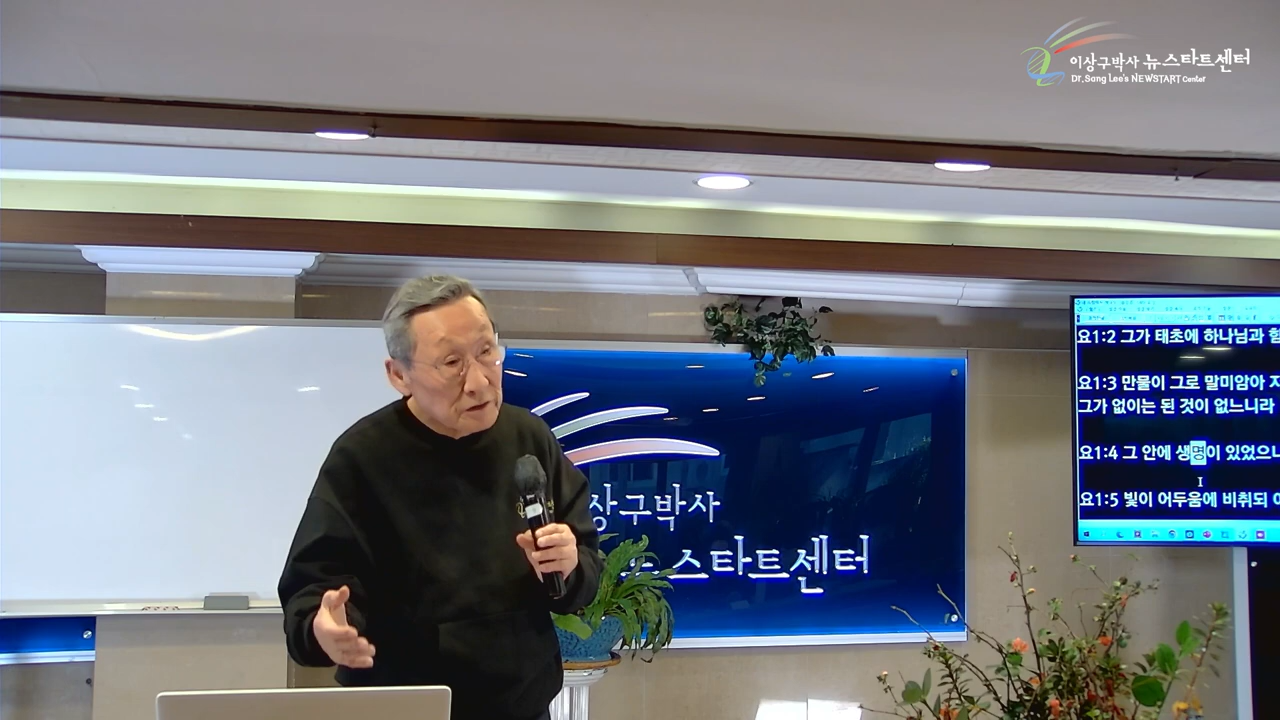 이상구박사 뉴스타트센터
Dr. Sang Lee's NEWSTART Center
상구박사
스타트센터
요1:2 그가 태초에 하나님과 함
요1:3 만물이 그로 말미암아 지
그가 없이는 된 것이 없느니라
요1:4 그 안에 생명이 있었으니
요1:5 빛이 어두움에 비취되